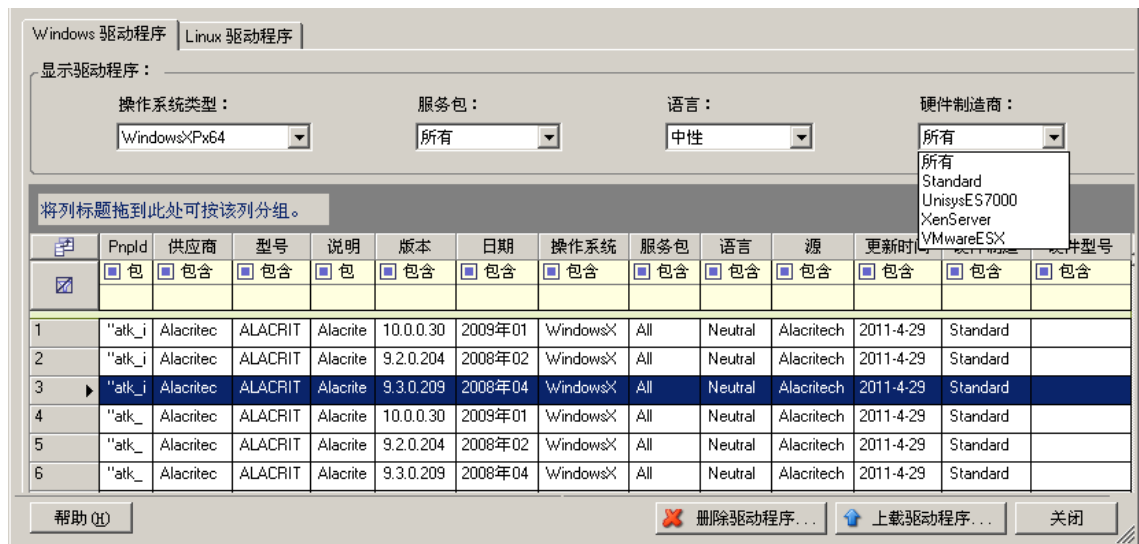 Windows 驱动程序 Linux 驱动程序
显示驱动程序：
操作系统类型： 服务包： 语言： 硬件制造商：
WindowsXPx64 所有 中性 所有
所有
Standard
UnisysES7000
XenServer
VMwareESX
将列标题拖到此处可按该列分组。
PnpId 供应商 型号 说明 版本 日期 操作系统 服务包 语言 源 更新时间 硬件制造 硬件型号
包 包含 包含 包 包含 包含 包含 包含 包含 包含 包含 包含 包含
1 "atk_i Alacritec ALACRIT Alacrite 10.0.0.30 2009年01 WindowsX All Neutral Alacritech 2011-4-29 Standard
2 "atk_i Alacritec ALACRIT Alacrite 9.2.0.204 2008年02 WindowsX All Neutral Alacritech 2011-4-29 Standard
3 "atk_i Alacritec ALACRIT Alacrite 9.3.0.209 2008年04 WindowsX All Neutral Alacritech 2011-4-29 Standard
4 "atk_ Alacritec ALACRIT Alacrite 10.0.0.30 2009年01 WindowsX All Neutral Alacritech 2011-4-29 Standard
5 "atk_ Alacritec ALACRIT Alacrite 9.2.0.204 2008年02 WindowsX All Neutral Alacritech 2011-4-29 Standard
6 "atk_ Alacritec ALACRIT Alacrite 9.3.0.209 2008年04 WindowsX All Neutral Alacritech 2011-4-29 Standard
帮助(H) 删除驱动程序... 上载驱动程序... 关闭